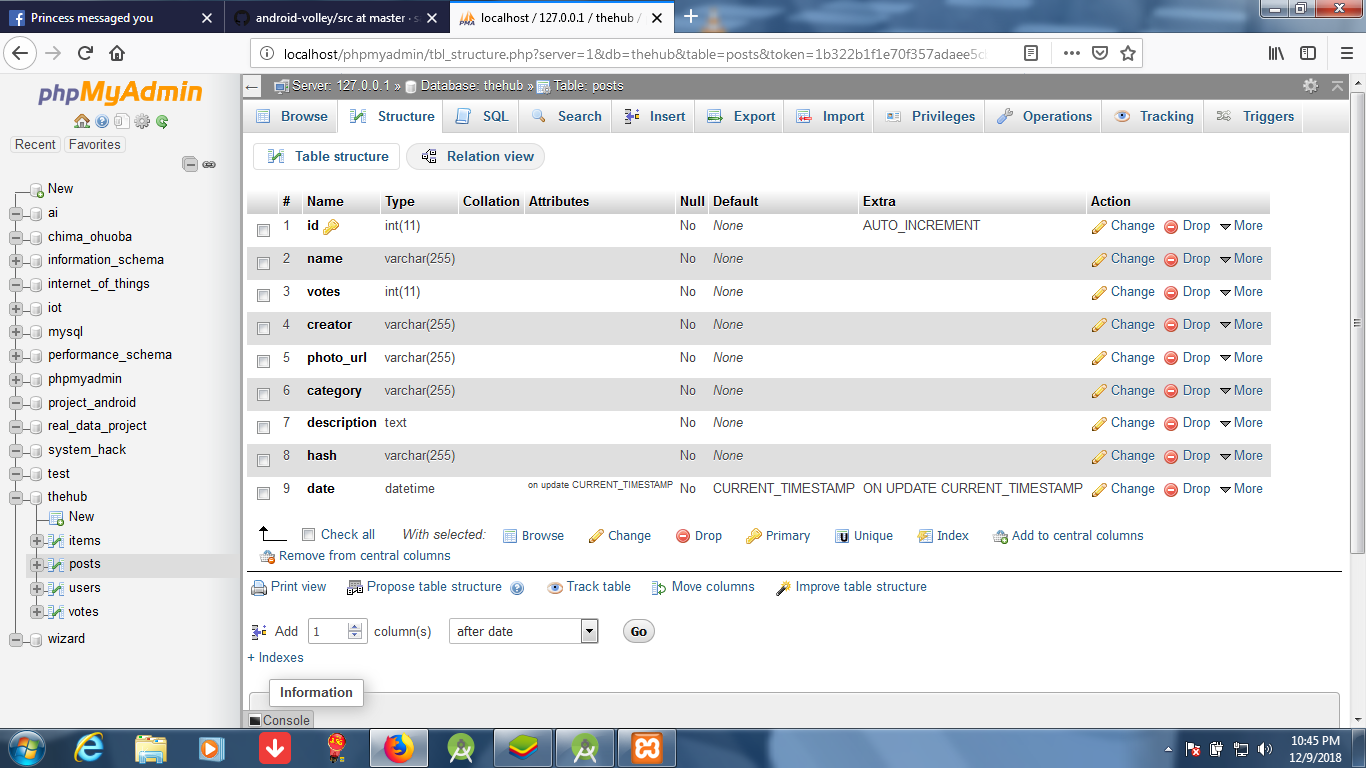 Princess messaged you
android-volley/src at master · s
localhost / 127.0.0.1 / thehub /
localhost/phpmyadmin/tbl_structure.php?server=1&db=thehub&table=posts&token=1b322b1f1e70f357adaee5c
phpMyAdmin
Recent Favorites
New
ai
chima_ohuoba
information_schema
internet_of_things
iot
mysql
performance_schema
phpmyadmin
project_android
real_data_project
system_hack
test
thehub
New
items
posts
users
votes
wizard
Server: 127.0.0.1 » Database: thehub » Table: posts
Browse Structure SQL Search Insert Export Import Privileges Operations Tracking Triggers
Table structure Relation view
# Name Type Collation Attributes Null Default Extra Action
1 id int(11) No None AUTO_INCREMENT Change Drop More
2 name varchar(255) No None Change Drop More
3 votes int(11) No None Change Drop More
4 creator varchar(255) No None Change Drop More
5 photo_url varchar(255) No None Change Drop More
6 category varchar(255) No None Change Drop More
7 description text No None Change Drop More
8 hash varchar(255) No None Change Drop More
9 date datetime on update CURRENT_TIMESTAMP No CURRENT_TIMESTAMP ON UPDATE CURRENT_TIMESTAMP Change Drop More
Check all With selected: Browse Change Drop Primary Unique Index Add to central columns
Remove from central columns
Print view Propose table structure Track table Move columns Improve table structure
Add 1 column(s) after date Go
+ Indexes
Information
Console
10:45 PM
12/9/2018